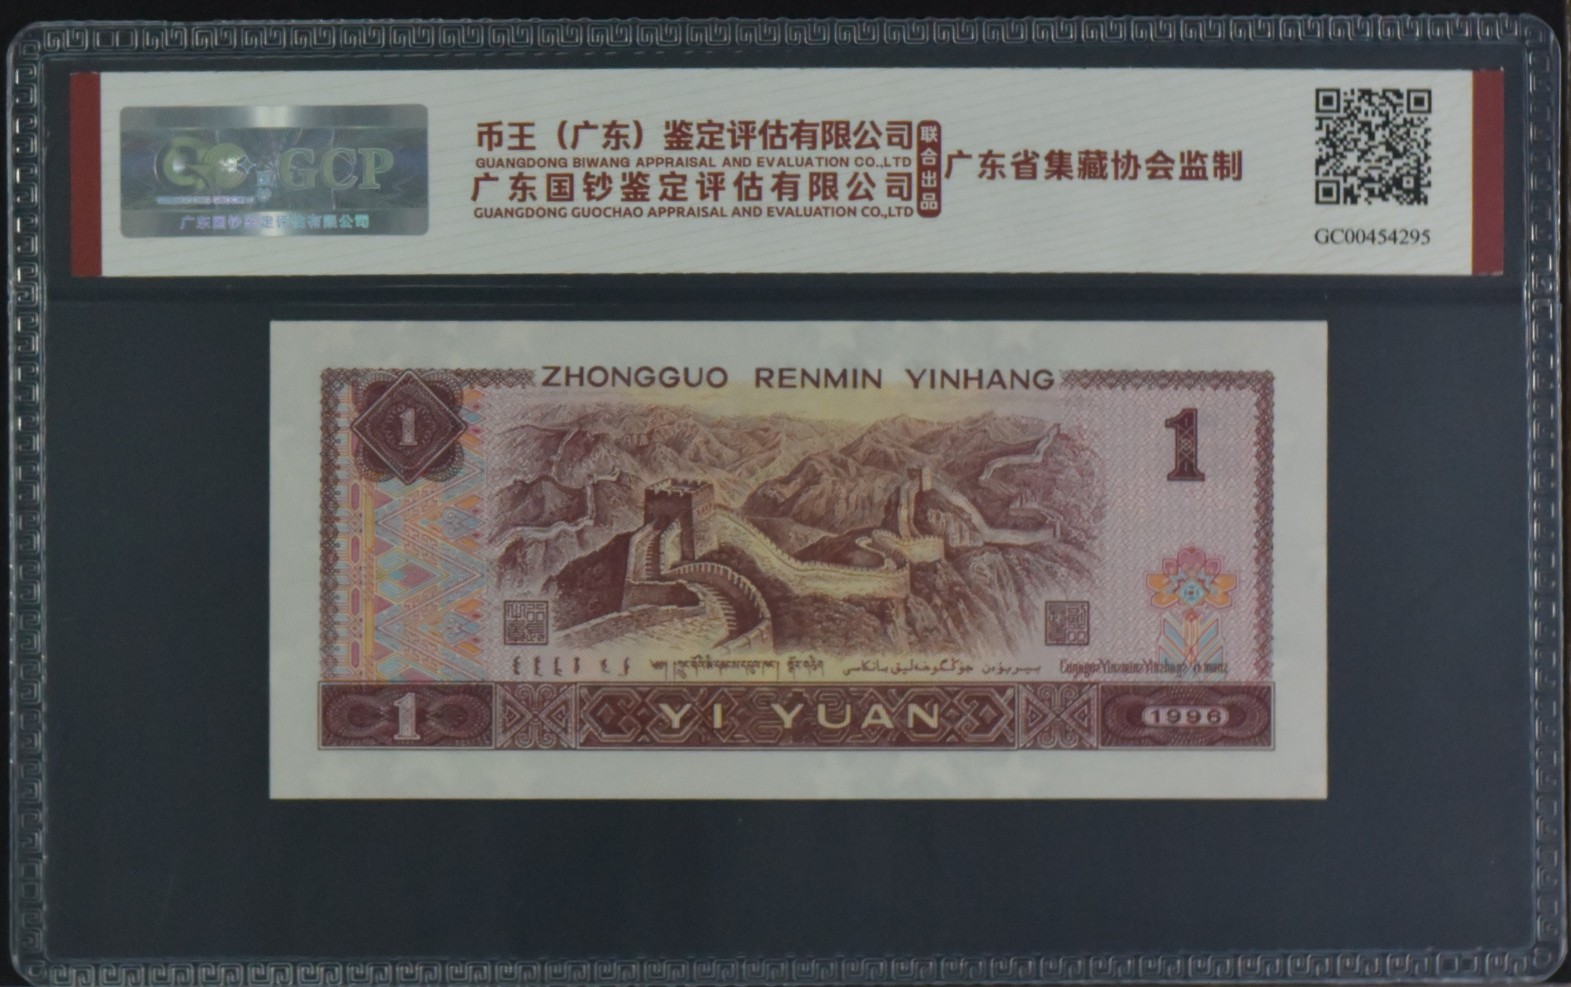 GCP
广东国钞鉴定评估有限公司
币王（广东）鉴定评估有限公司
GUANGDONG BIWANG APPRAISAL AND EVALUATION CO.,LTD
广东国钞鉴定评估有限公司
GUANGDONG GUOCHAO APPRAISAL AND EVALUATION CO.,LTD
联合出品
广东省集藏协会监制
GC00454295
ZHONGGUO RENMIN YINHANG
1
1
1
YI YUAN
1996